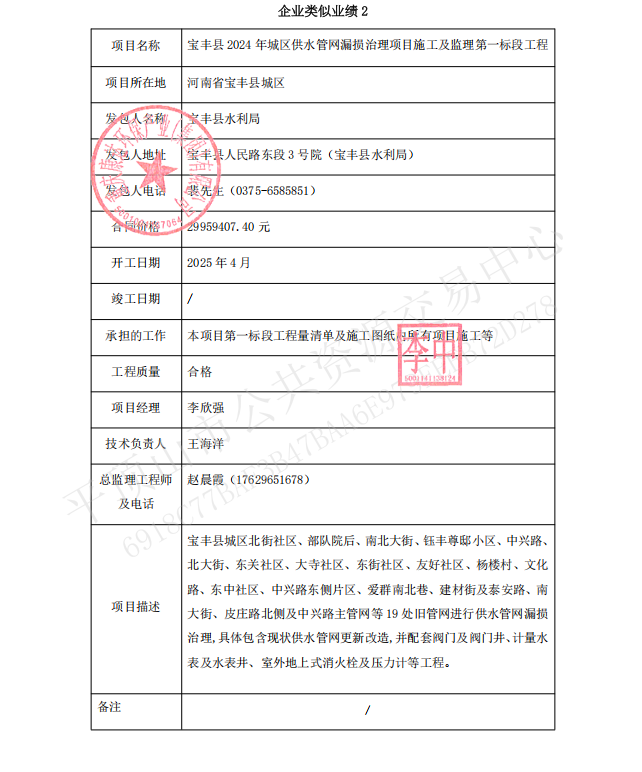 企业类似业绩 2
项目名称 宝丰县 2024 年城区供水管网漏损治理项目施工及监理第一标段工程
项目所在地 河南省宝丰县城区
发包人名称 宝丰县水利局
发包人地址 宝丰县人民路东段 3 号院（宝丰县水利局）
发包人电话 裴先生（0375-6585851）
合同价格 29959407.40 元
开工日期 2025 年 4 月
竣工日期 /
承担的工作 本项目第一标段工程量清单及施工图纸内所有项目施工等
工程质量 合格
项目经理 李欣强
技术负责人 王海洋
总监理工程师
及电话
赵晨霞（17629651678）
项目描述
宝丰县城区北街社区、部队院后、南北大街、钰丰尊邸小区、中兴路、
北大街、东关社区、大寺社区、东街社区、友好社区、杨楼村、文化
路、东中社区、中兴路东侧片区、爱群南北巷、建材街及泰安路、南
大街、皮庄路北侧及中兴路主管网等 19 处旧管网进行供水管网漏损
治理,具体包含现状供水管网更新改造,并配套阀门及阀门井、计量水
表及水表井、室外地上式消火栓及压力计等工程。
备注 /
平顶山市公共资源交易中心